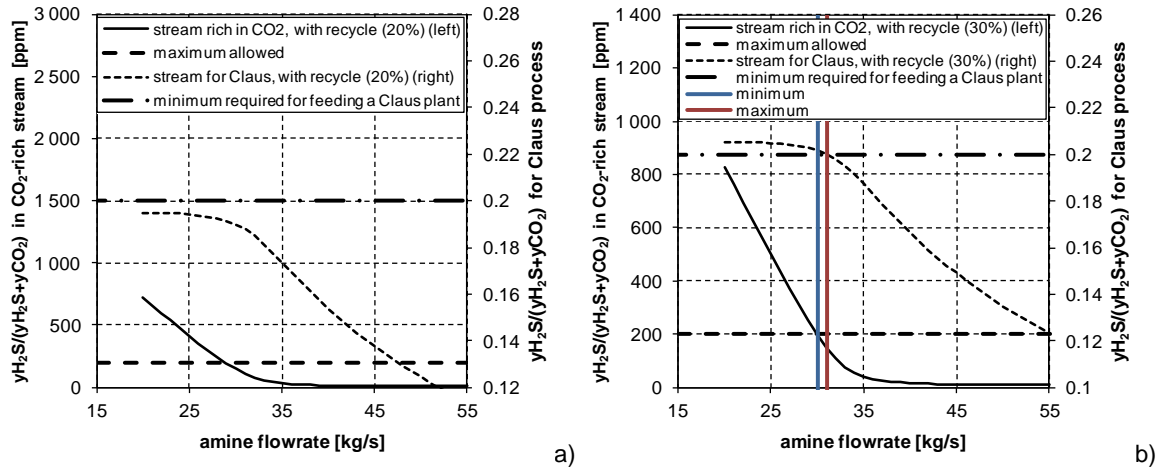 stream rich in CO2, with recycle (20%) (left)
maximum allowed
stream for Claus, with recycle (20%) (right)
minimum required for feeding a Claus plant
yH₂S/(yH₂S+yCO₂) in CO₂-rich stream [ppm]
3 000
2 500
2 000
1 500
1 000
500
0
0.28
0.26
0.24
0.22
0.2
0.18
0.16
0.14
0.12
yH₂S/(yH₂S+yCO₂) for Claus process
15
25
35
45
55
amine flowrate [kg/s]
a)
stream rich in CO2, with recycle (30%) (left)
maximum allowed
stream for Claus, with recycle (30%) (right)
minimum required for feeding a Claus plant
minimum
maximum
yH₂S/(yH₂S+yCO₂) in CO₂-rich stream [ppm]
1 400
1 200
1 000
800
600
400
200
0
0.26
0.24
0.22
0.2
0.18
0.16
0.14
0.12
0.1
yH₂S/(yH₂S+yCO₂) for Claus process
15
25
35
45
55
amine flowrate [kg/s]
b)